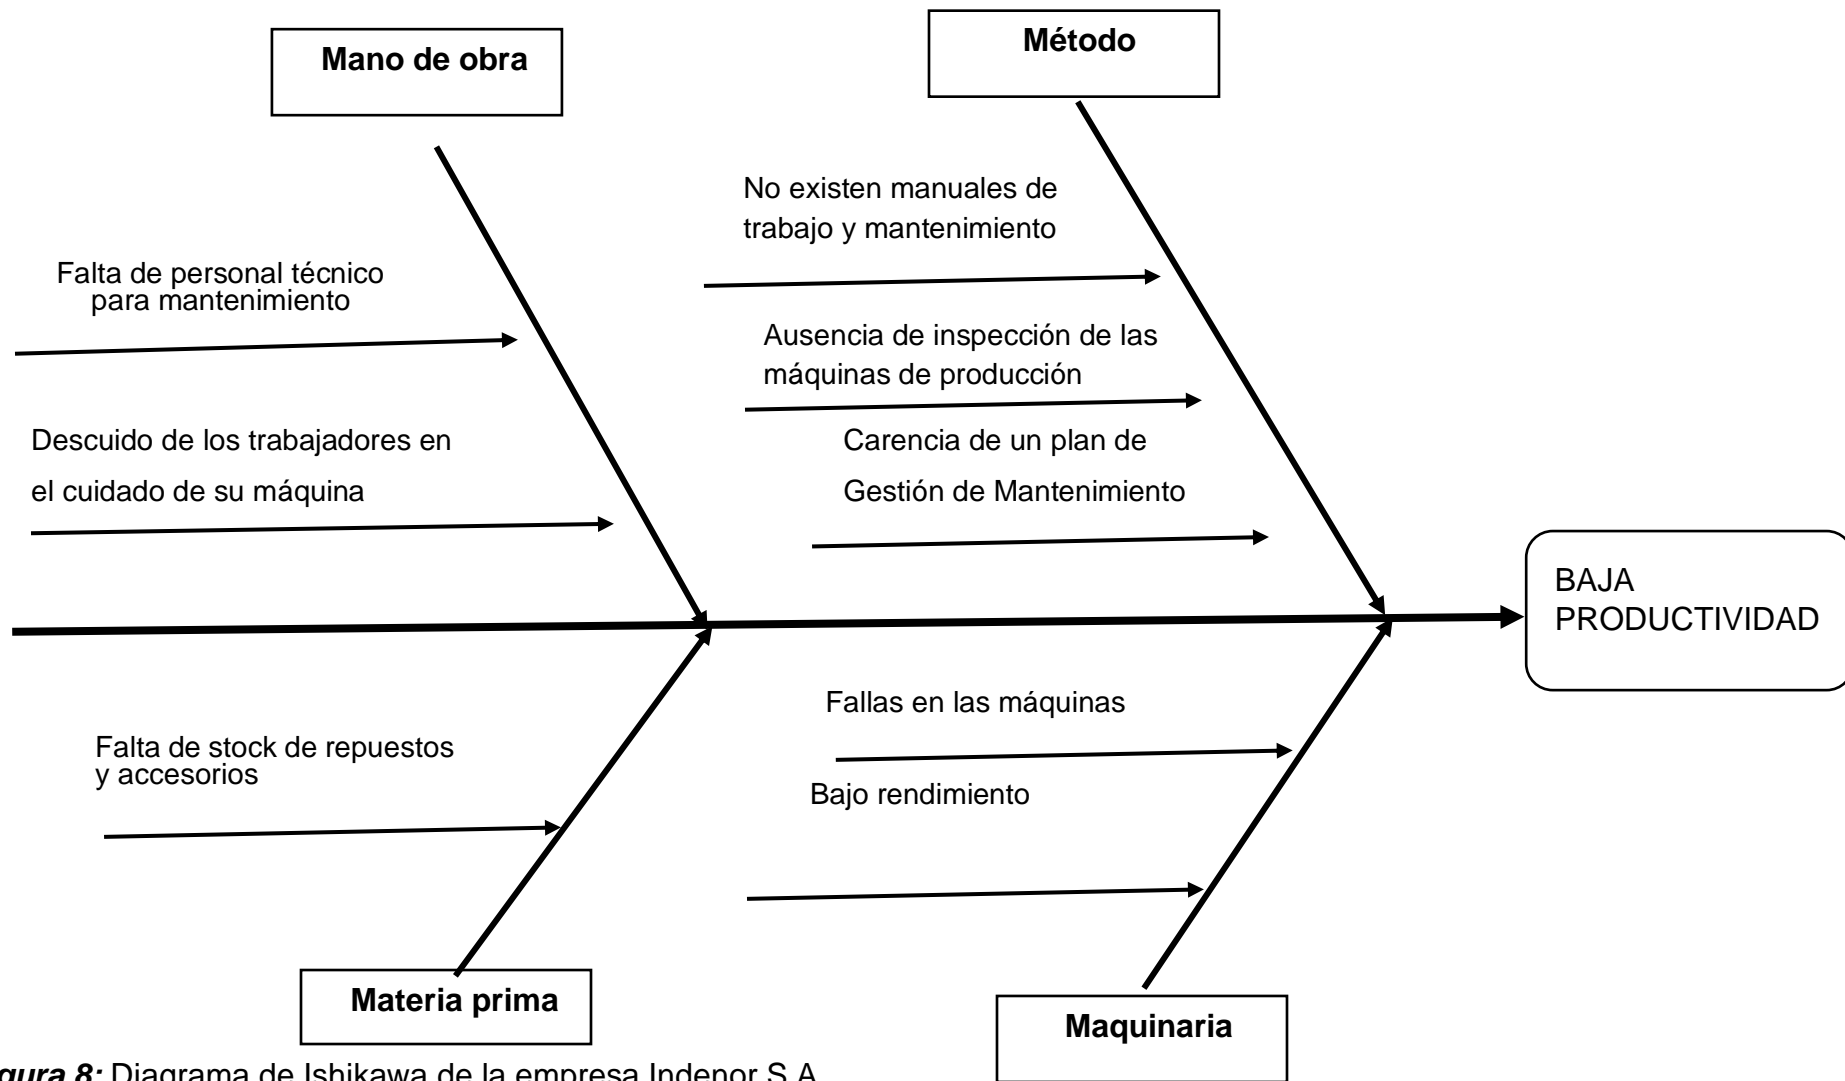 Mano de obra
Método
No existen manuales de
trabajo y mantenimiento
Falta de personal técnico
para mantenimiento
Ausencia de inspección de las
máquinas de producción
Descuido de los trabajadores en
el cuidado de su máquina
Carencia de un plan de
Gestión de Mantenimiento
BAJA
PRODUCTIVIDAD
Fallas en las máquinas
Falta de stock de repuestos
y accesorios
Bajo rendimiento
Materia prima
Maquinaria
gura 8: Diagrama de Ishikawa de la empresa Indenor S.A